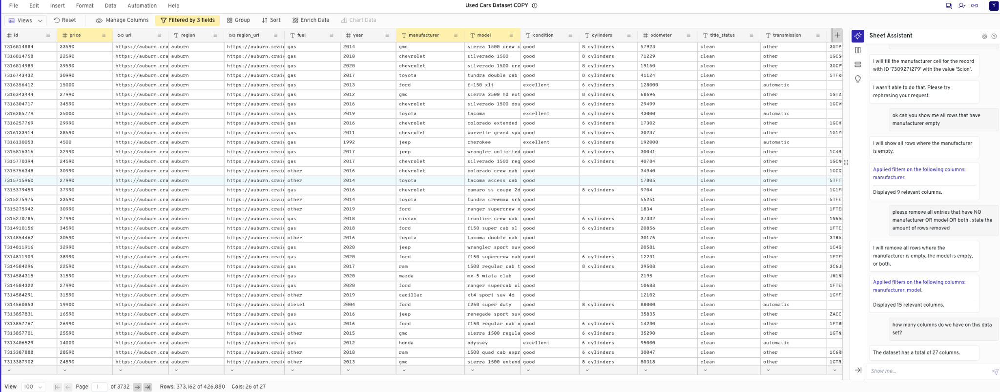 File Edit Insert Format Data Automation Help
Used Cars Dataset COPY
Y
Views Reset Manage Columns Filtered by 3 fields Group Sort Enrich Data Chart Data
id price url region region_url fuel year manufacturer model condition cylinders odometer title_status transmission
7316814884 33590 https://auburn.cra auburn https://auburn.craig gas 2014 gmc sierra 1500 crew c good 8 cylinders 57923 clean other
7316814758 22590 https://auburn.cra auburn https://auburn.craig gas 2010 chevrolet silverado 1500 good 8 cylinders 71229 clean other
7316814989 39590 https://auburn.cra auburn https://auburn.craig gas 2020 chevrolet silverado 1500 cre good 8 cylinders 19160 clean other
7316743432 30990 https://auburn.cra auburn https://auburn.craig gas 2017 toyota tundra double cab good 8 cylinders 41124 clean other
7316356412 15000 https://auburn.cra auburn https://auburn.craig gas 2013 ford f-150 xlt excellent 6 cylinders 128000 clean automatic
7316343444 27990 https://auburn.cra auburn https://auburn.craig gas 2012 gmc sierra 2500 hd ext good 8 cylinders 68696 clean other
7316304717 34590 https://auburn.cra auburn https://auburn.craig gas 2016 chevrolet silverado 1500 dou good 6 cylinders 29499 clean other
7316285779 35000 https://auburn.cra auburn https://auburn.craig gas 2019 toyota tacoma excellent 6 cylinders 43000 clean automatic
7316257769 29990 https://auburn.cra auburn https://auburn.craig gas 2016 chevrolet colorado extended good 6 cylinders 17302 clean other
7316133914 38590 https://auburn.cra auburn https://auburn.craig gas 2011 chevrolet corvette grand spo good 8 cylinders 30237 clean other
7316130053 4500 https://auburn.cra auburn https://auburn.craig gas 1992 jeep cherokee excellent 6 cylinders 192000 clean automatic
7315816316 32990 https://auburn.cra auburn https://auburn.craig gas 2017 jeep wrangler unlimited good 6 cylinders 30041 clean other
7315770394 24590 https://auburn.cra auburn https://auburn.craig gas 2017 chevrolet silverado 1500 reg good 6 cylinders 40784 clean other
7315756348 30990 https://auburn.cra auburn https://auburn.craig other 2016 chevrolet colorado crew cab good 34940 clean other
7315715960 27990 https://auburn.cra auburn https://auburn.craig other 2014 toyota tacoma access cab good 17805 clean other
7315379459 37990 https://auburn.cra auburn https://auburn.craig gas 2016 chevrolet camaro ss coupe 2d good 8 cylinders 9704 clean other
7315275975 33590 https://auburn.cra auburn https://auburn.craig other 2014 toyota tundra crewmax sr5 good 55251 clean other
7315275942 30990 https://auburn.cra auburn https://auburn.craig other 2019 ford ranger supercrew x good 1834 clean other
7315270785 27990 https://auburn.cra auburn https://auburn.craig gas 2018 nissan frontier crew cab good 6 cylinders 37332 clean other
7314910156 34590 https://auburn.cra auburn https://auburn.craig gas 2018 ford f150 super cab xl good 6 cylinders 20856 clean other
7314854462 30590 https://auburn.cra auburn https://auburn.craig other 2016 toyota tacoma double cab good 30176 clean other
7314811916 32990 https://auburn.cra auburn https://auburn.craig gas 2020 jeep wrangler sport suv good 20581 clean other
7314811909 38990 https://auburn.cra auburn https://auburn.craig gas 2020 ford f150 supercrew cab good 6 cylinders 12231 clean other
7314584296 22590 https://auburn.cra auburn https://auburn.craig gas 2017 ram 1500 regular cab t good 8 cylinders 39508 clean other
7314584315 31590 https://auburn.cra auburn https://auburn.craig gas 2020 mazda mx-5 miata club good 2195 clean other
7314584322 27990 https://auburn.cra auburn https://auburn.craig gas 2020 ford ranger supercab xl good 10688 clean other
7314584291 31590 https://auburn.cra auburn https://auburn.craig other 2019 cadillac xt4 sport suv 4d good 12102 clean other
7314560853 19900 https://auburn.cra auburn https://auburn.craig diesel 2004 ford f250 super duty good 8 cylinders 88000 clean automatic
7313857831 16590 https://auburn.cra auburn https://auburn.craig gas 2016 jeep renegade sport suv good 35835 clean other
7313857767 26990 https://auburn.cra auburn https://auburn.craig gas 2016 ford f150 regular cab x good 6 cylinders 14230 clean other
7313857701 25590 https://auburn.cra auburn https://auburn.craig other 2015 gmc sierra 1500 regula good 6 cylinders 35290 clean other
7313406529 14000 https://auburn.cra auburn https://auburn.craig gas 2012 honda odyssey excellent 6 cylinders 95000 clean automatic
7313387888 28590 https://auburn.cra auburn https://auburn.craig other 2018 ram 1500 quad cab expr good 6 cylinders 30047 clean other
7313387902 24590 https://auburn.cra auburn https://auburn.craig other 2013 gmc sierra 1500 extend good 8 cylinders 80318 clean other
View 100 Page 1 of 3732 Rows: 373,162 of 426,880 Cols: 26 of 27
Sheet Assistant
I will fill the manufacturer cell for the record
with ID '7309271279' with the value 'Scion'.
I wasn't able to do that. Please try
rephrasing your request.
ok can you show me all rows that have
manufacturer empty
I will show all rows where the manufacturer
is empty.
Applied filters on the following columns:
manufacturer.
Displayed 9 relevant columns.
please remove all entries that have NO
manufacturer OR model OR both . state the
amount of rows removed
I will remove all rows where the
manufacturer is empty, the model is empty,
or both.
Applied filters on the following columns:
manufacturer, model.
Displayed 15 relevant columns.
how many columns do we have on this data
set?
The dataset has a total of 27 columns.
Show me...